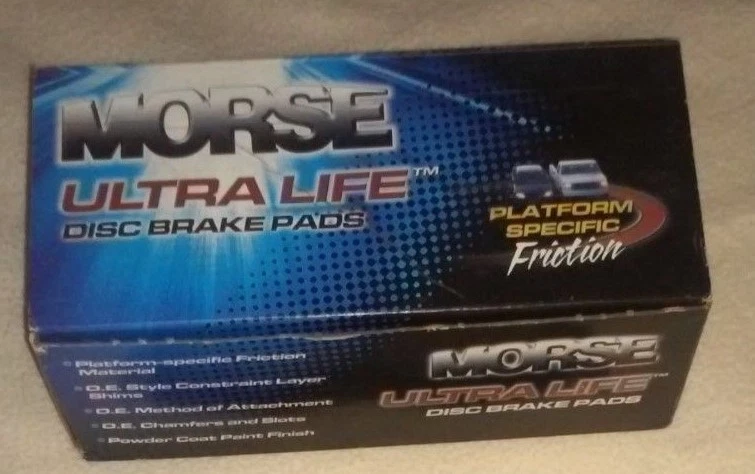 MORSE
ULTRA LIFE™
DISC BRAKE PADS
PLATFORM
SPECIFIC
Friction
• Platform-specific Friction
Material
• O.E. Style Constraint Layer
Shims
• O.E. Method of Attachment
• O.E. Chamfers and Slots
• Powder Coat Paint Finish
MORSE
ULTRA LIFE™
DISC BRAKE PADS